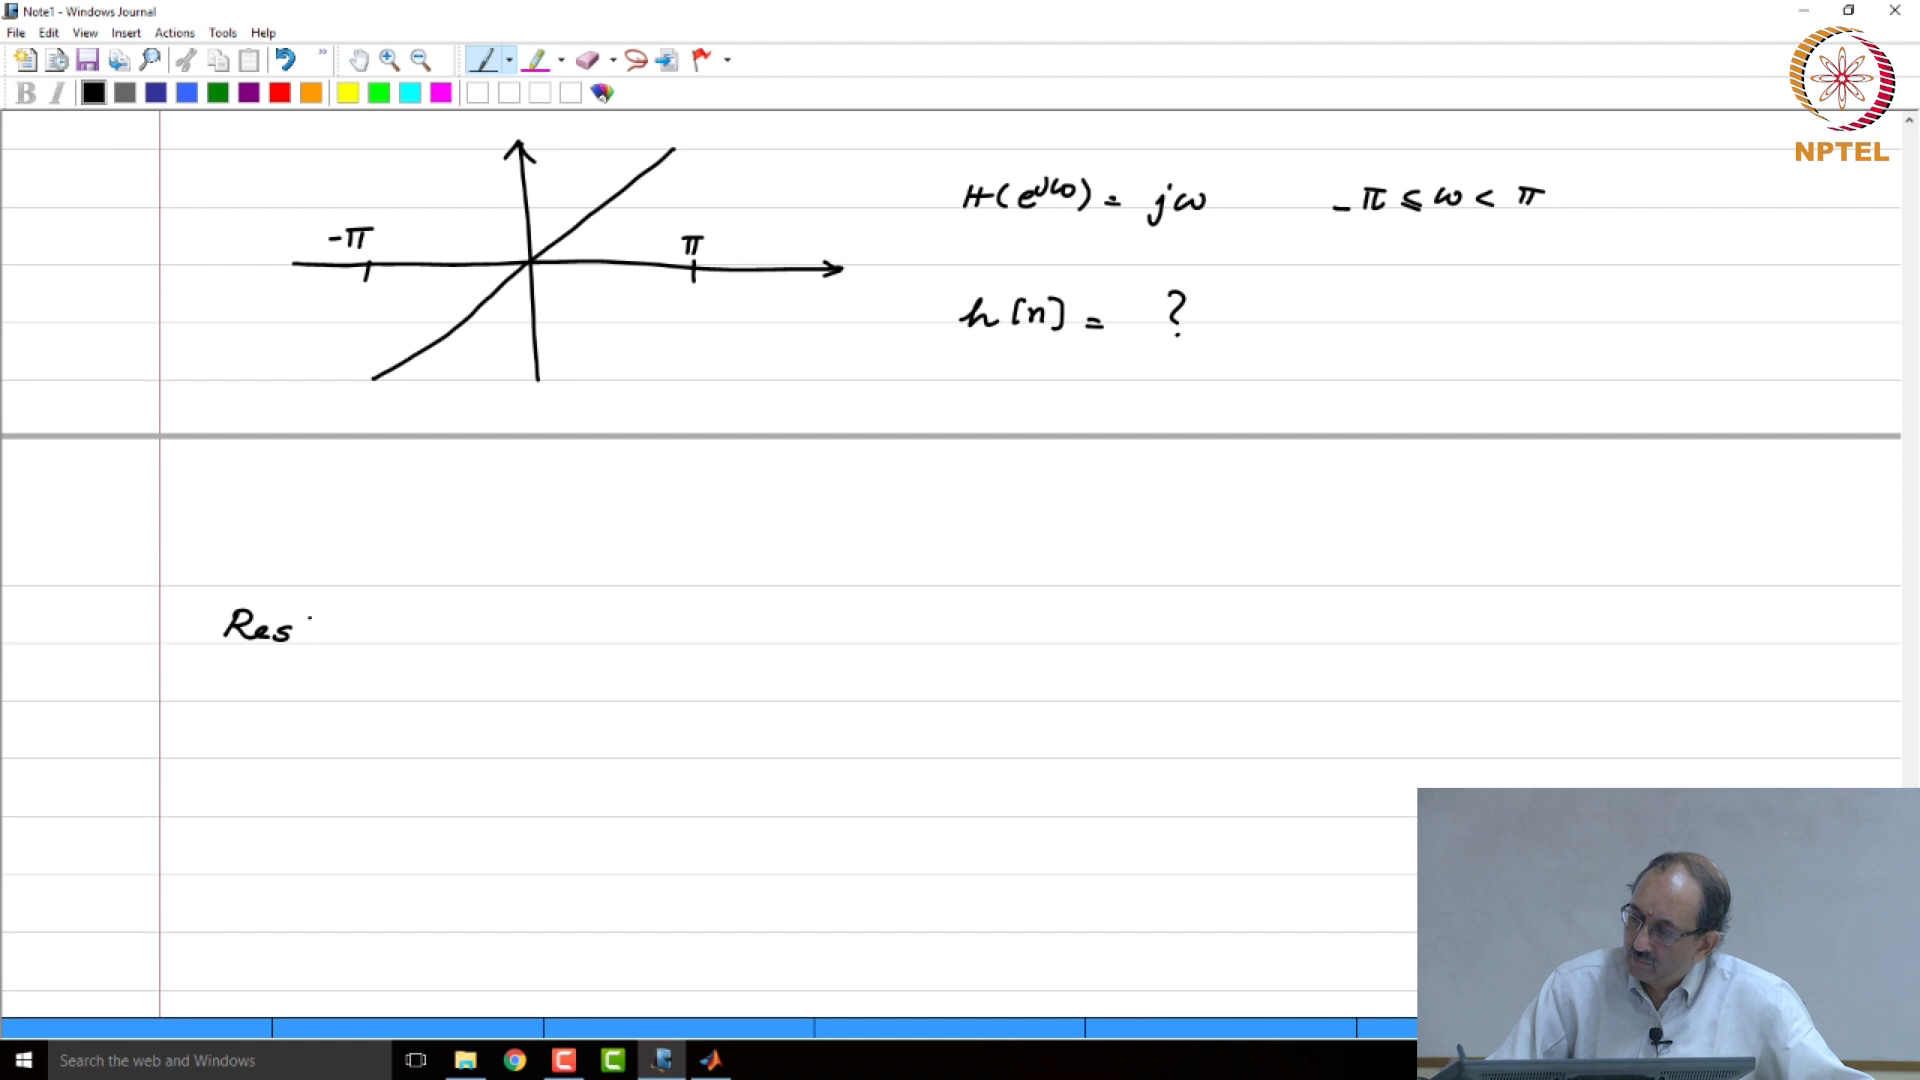 Note1 - Windows Journal
File Edit View Insert Actions Tools Help
B I
NPTEL
-π
π
H(e^{jω}) = jω -π ≤ ω < π
h[n] = ?
Res
Search the web and Windows